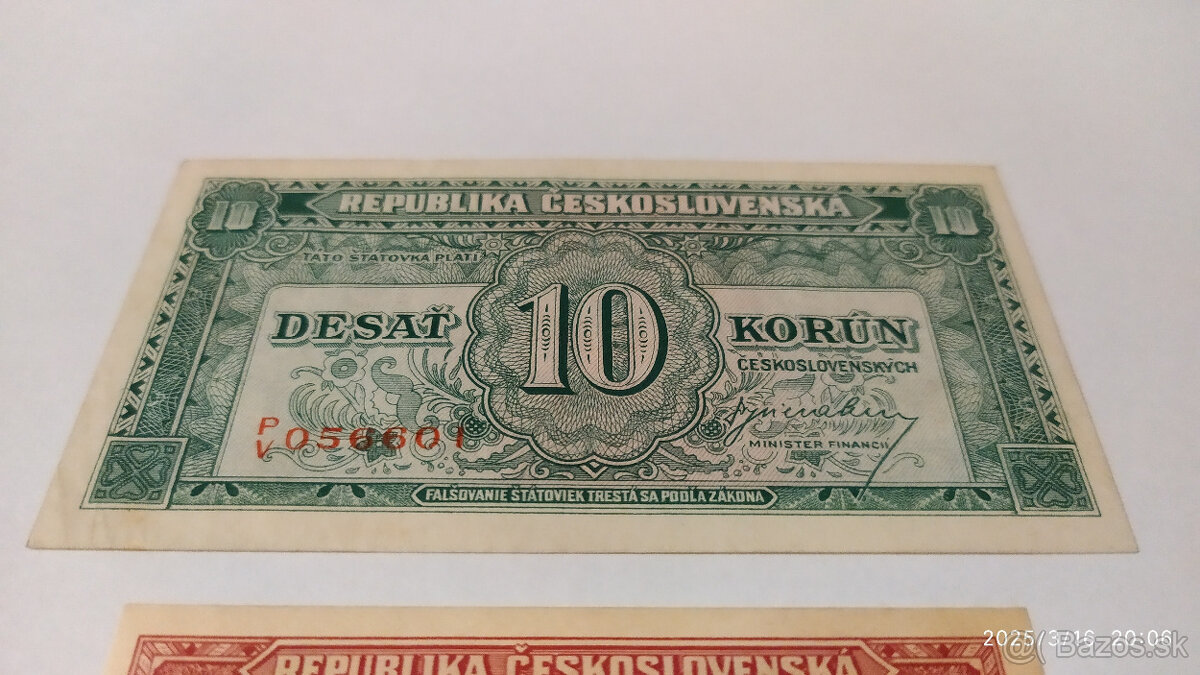 10 REPUBLIKA ČESKOSLOVENSKÁ 10
TÁTO ŠTÁTOVKA PLATÍ
DESAŤ 10 KORÚN
ČESKOSLOVENSKÝCH
P/V 056601
MINISTER FINANCIÍ
FALŠOVANIE ŠTÁTOVIEK TRESTÁ SA PODĽA ZÁKONA
REPUBLIKA ČESKOSLOVENSKÁ
2025/3/16 20:06
Bazos.sk